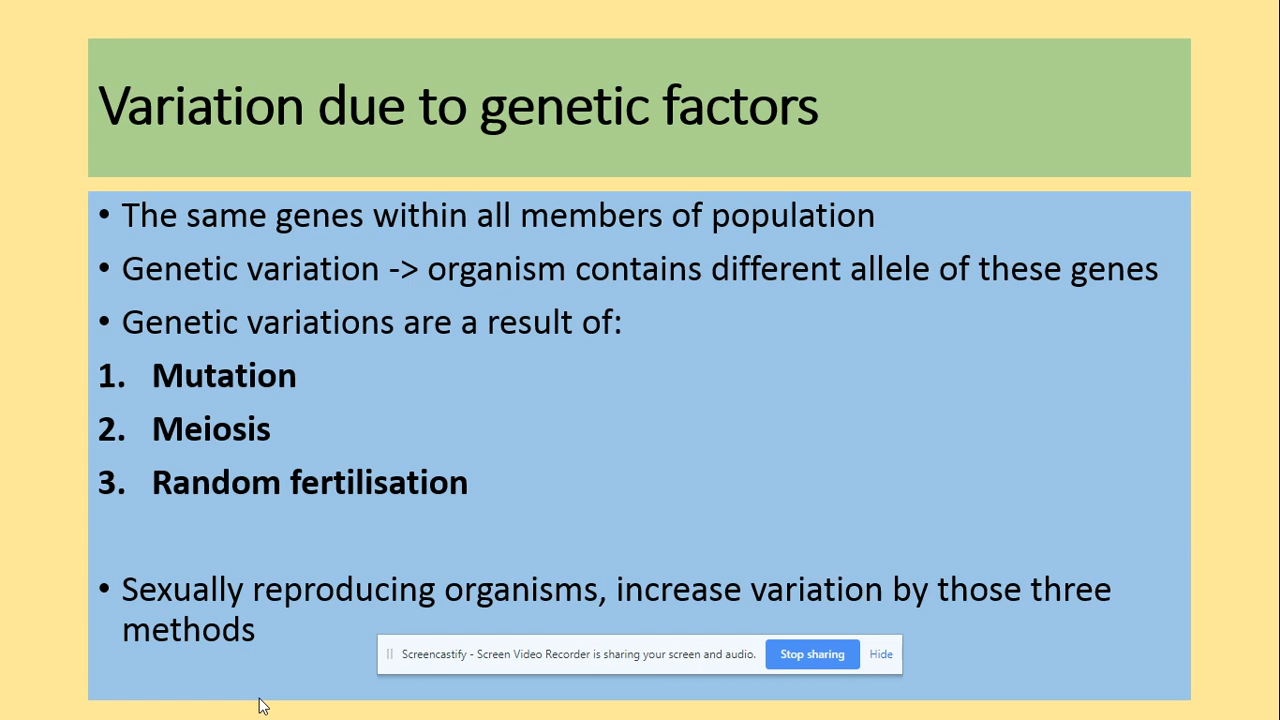 Variation due to genetic factors
• The same genes within all members of population
• Genetic variation -> organism contains different allele of these genes
• Genetic variations are a result of:
1. Mutation
2. Meiosis
3. Random fertilisation
• Sexually reproducing organisms, increase variation by those three
methods
Screencastify - Screen Video Recorder is sharing your screen and audio. Stop sharing Hide